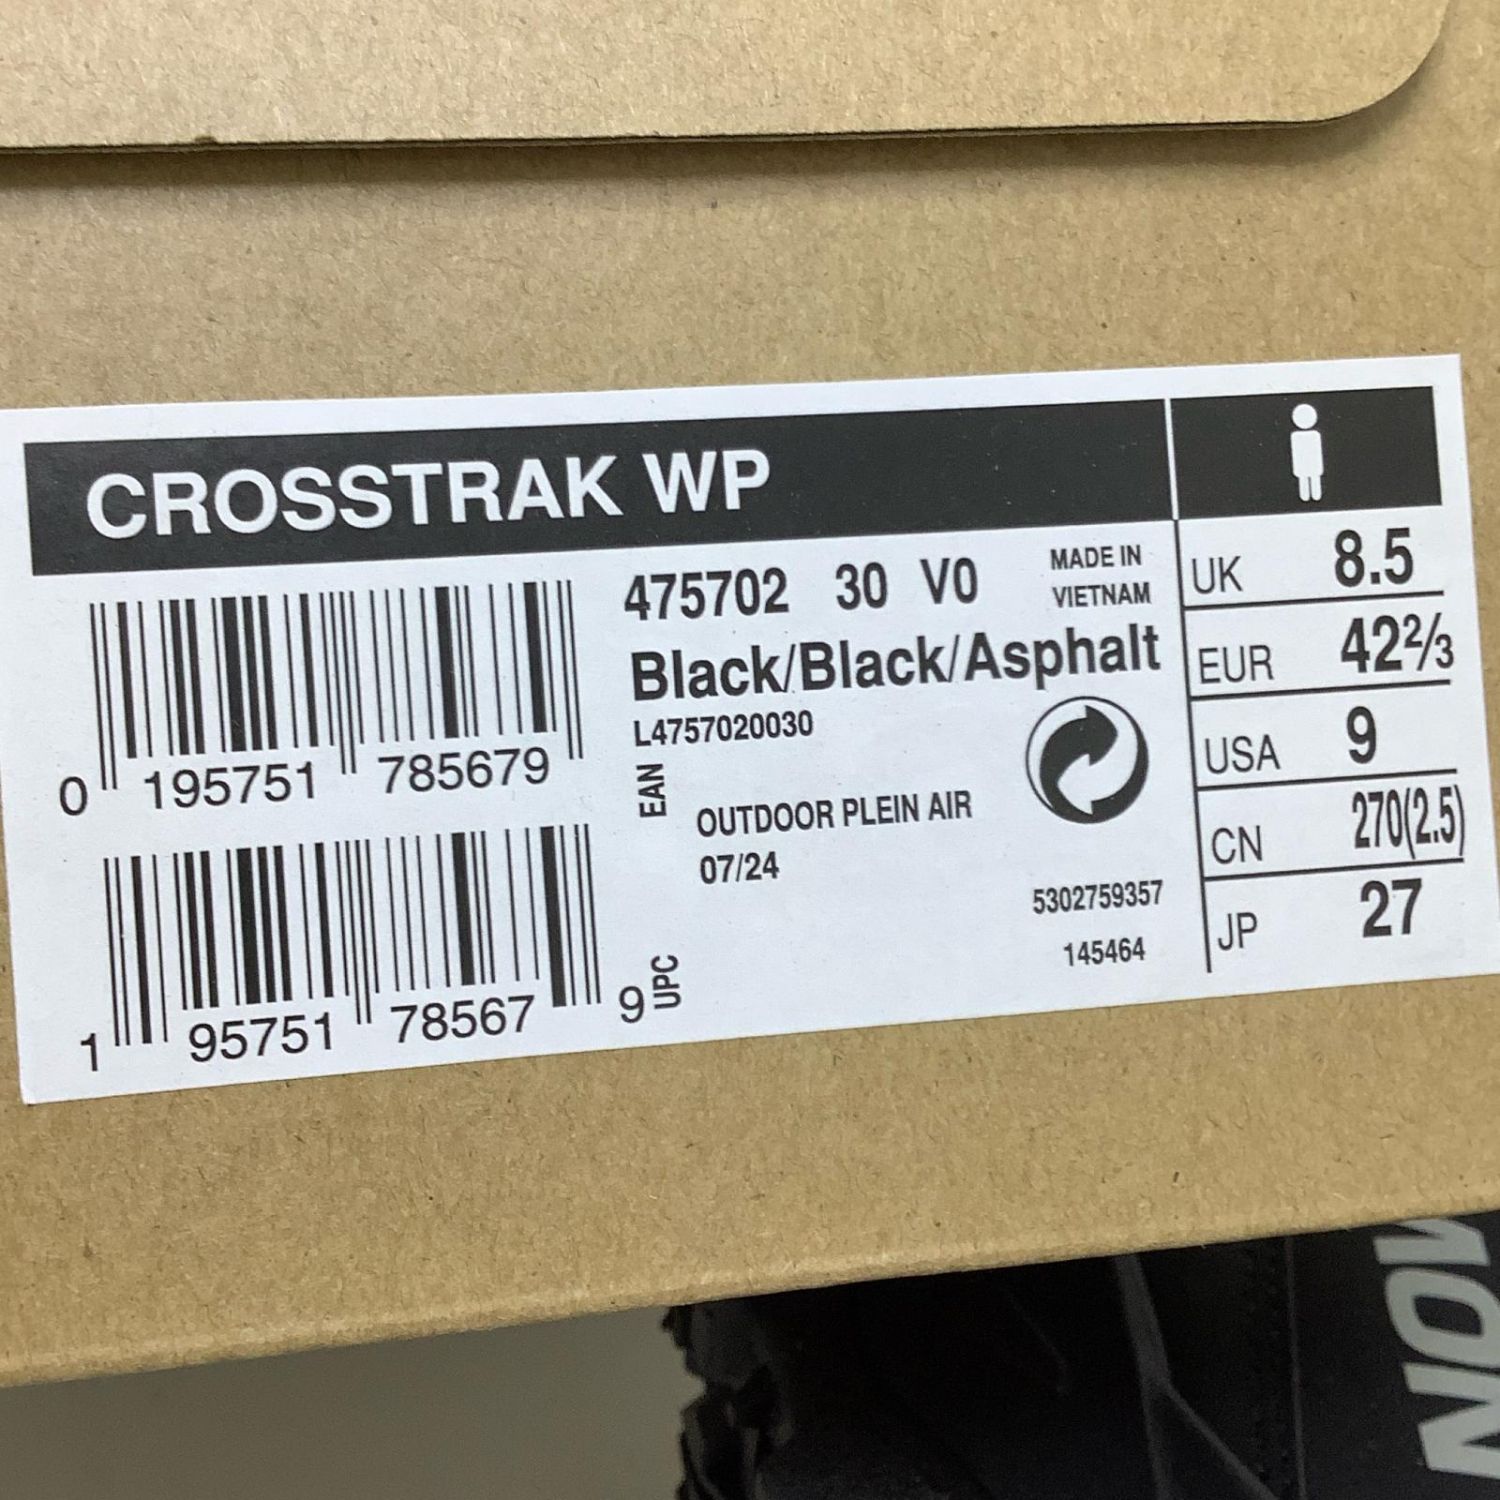 CROSSTRAK WP
475702 30 V0
MADE IN
VIETNAM
Black/Black/Asphalt
L4757020030
0 195751 785679
EAN
OUTDOOR PLEIN AIR
07/24
5302759357
145464
1 95751 78567 9
UPC
UK 8.5
EUR 42⅔
USA 9
CN 270(2.5)
JP 27